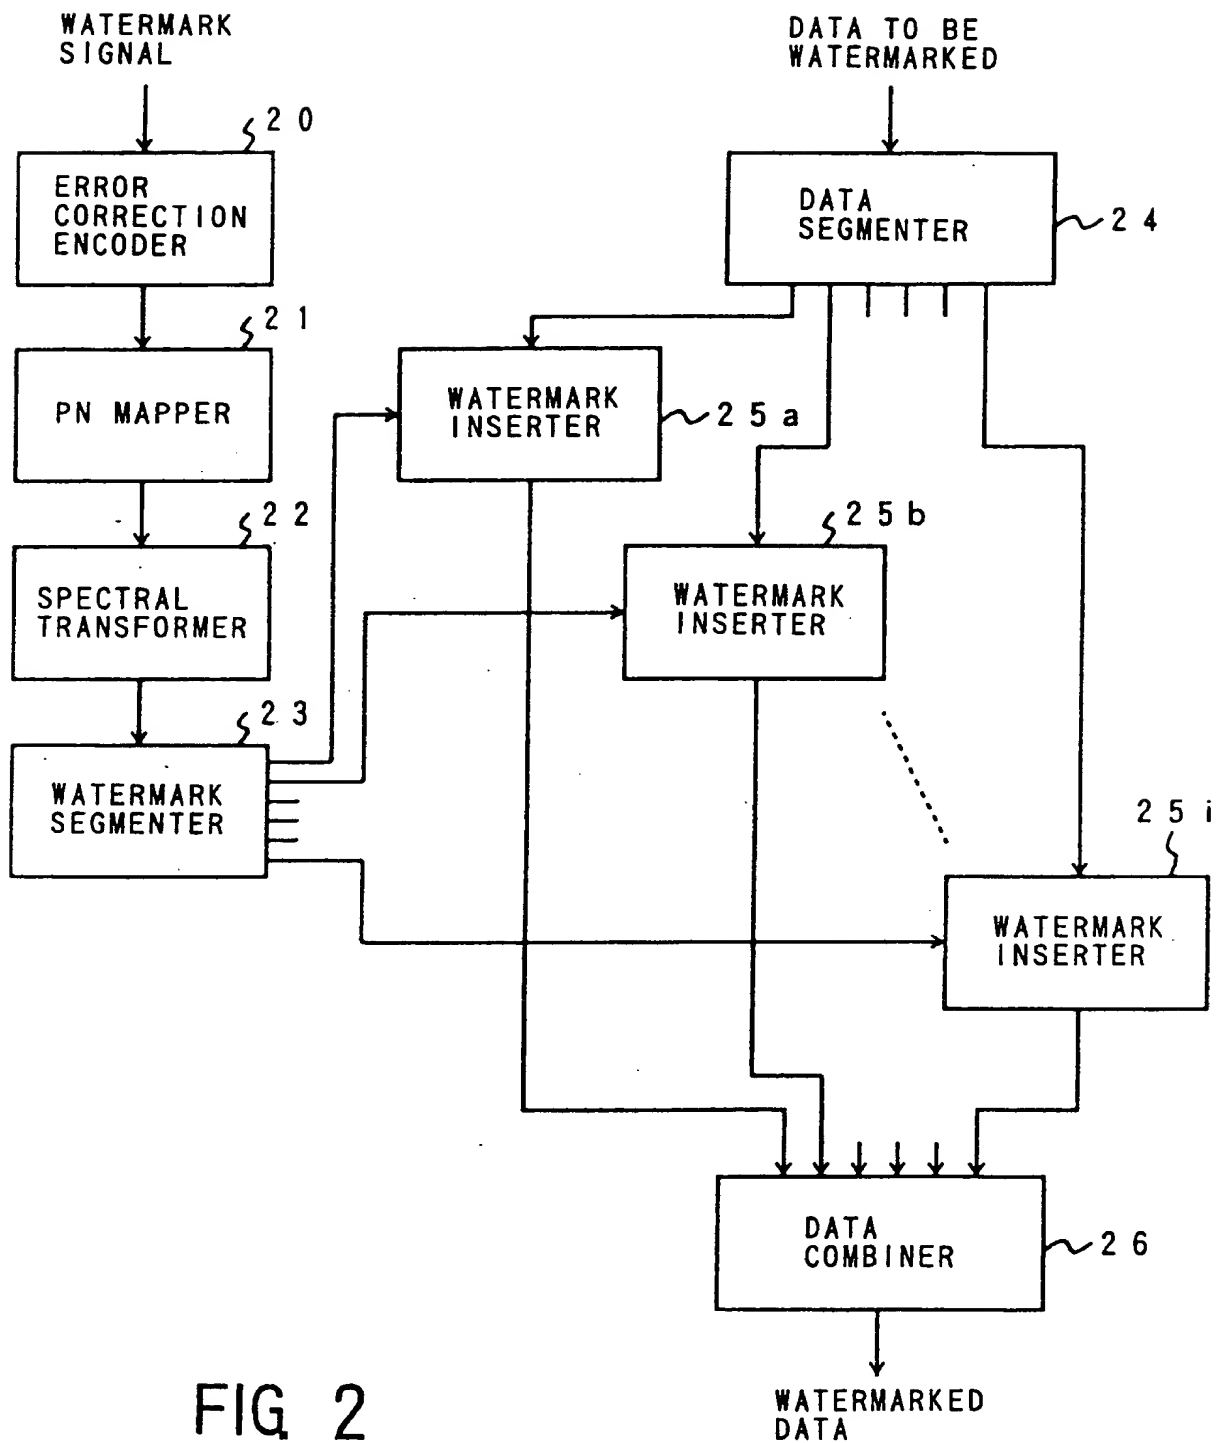 WATERMARK
SIGNAL
DATA TO BE
WATERMARKED
20
ERROR
CORRECTION
ENCODER
DATA
SEGMENTER
24
21
PN MAPPER
WATERMARK
INSERTER
25a
22
SPECTRAL
TRANSFORMER
25b
WATERMARK
INSERTER
23
WATERMARK
SEGMENTER
25i
WATERMARK
INSERTER
DATA
COMBINER
26
WATERMARKED
DATA
FIG. 2